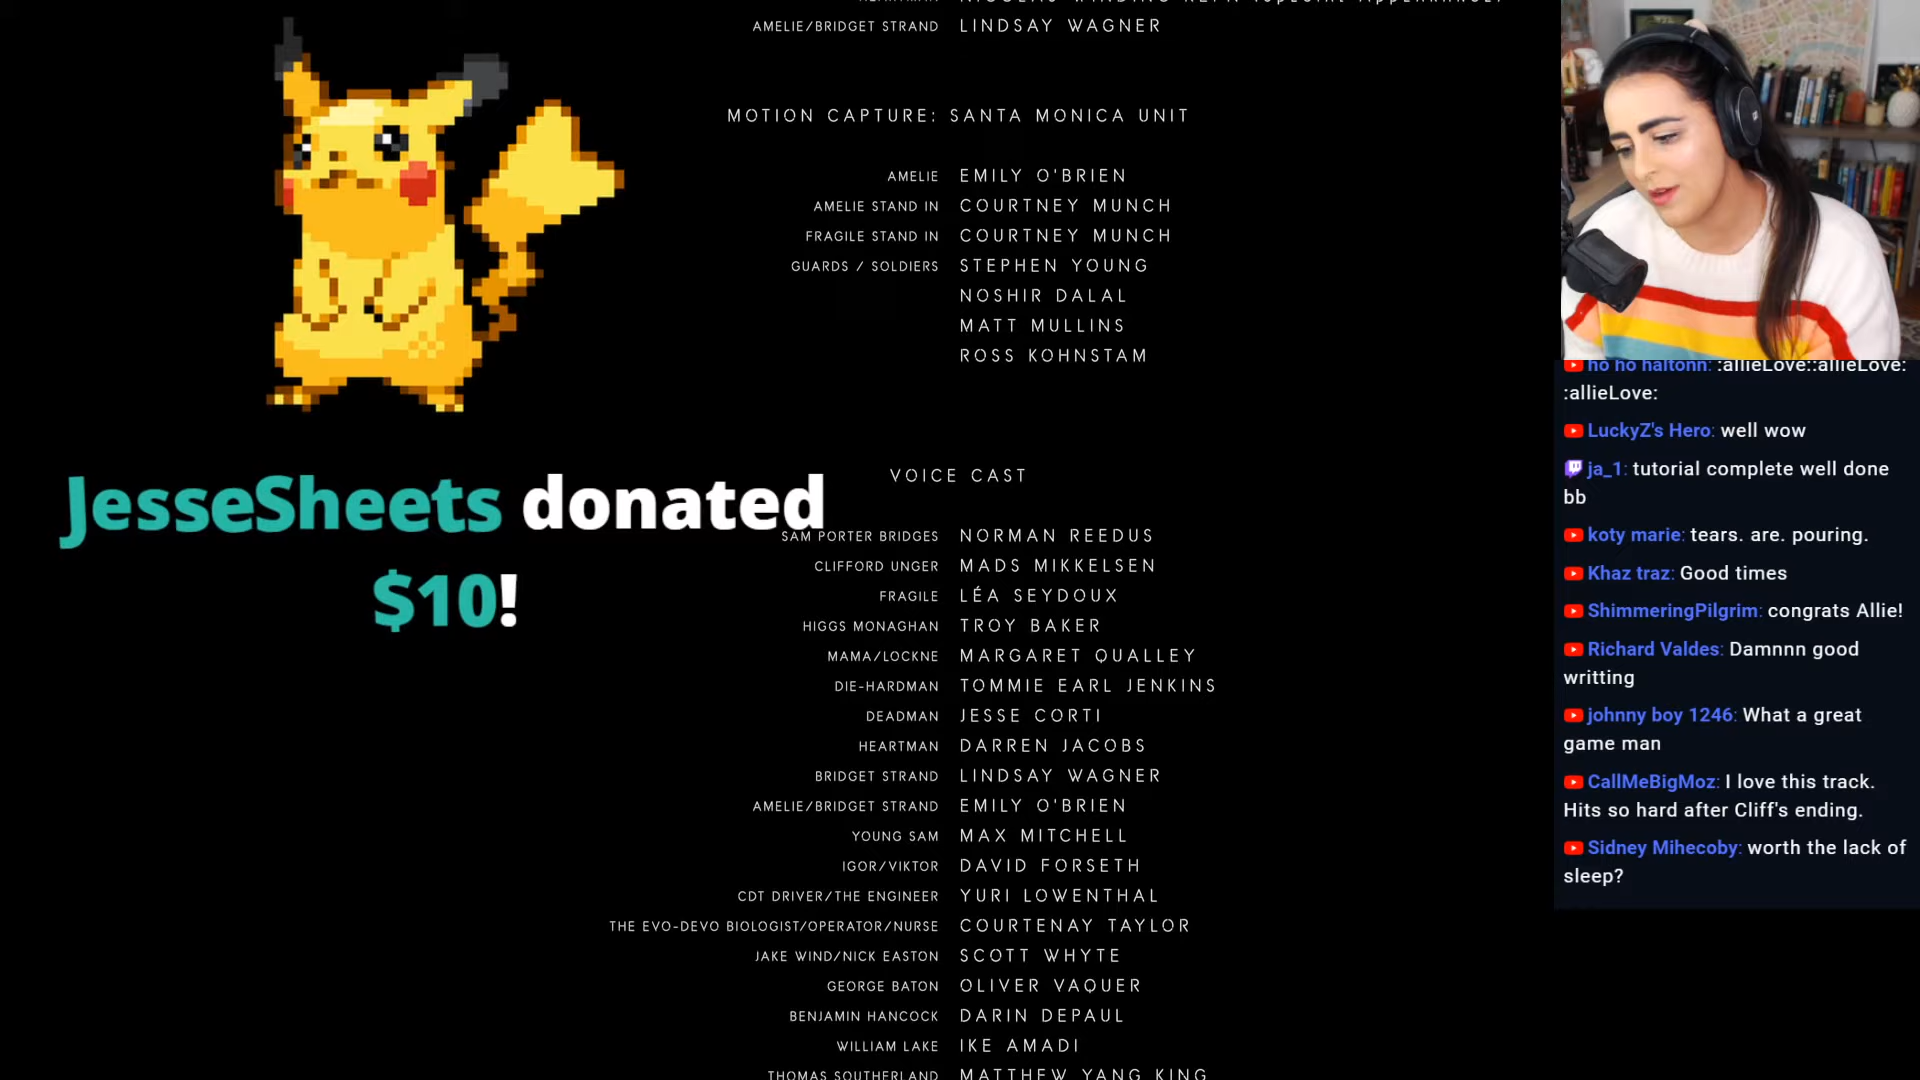 AMELIE/BRIDGET STRAND LINDSAY WAGNER
MOTION CAPTURE: SANTA MONICA UNIT
AMELIE EMILY O'BRIEN
AMELIE STAND IN COURTNEY MUNCH
FRAGILE STAND IN COURTNEY MUNCH
GUARDS / SOLDIERS STEPHEN YOUNG
NOSHIR DALAL
MATT MULLINS
ROSS KOHNSTAM
VOICE CAST
SAM PORTER BRIDGES NORMAN REEDUS
CLIFFORD UNGER MADS MIKKELSEN
FRAGILE LÉA SEYDOUX
HIGGS MONAGHAN TROY BAKER
MAMA/LOCKNE MARGARET QUALLEY
DIE-HARDMAN TOMMIE EARL JENKINS
DEADMAN JESSE CORTI
HEARTMAN DARREN JACOBS
BRIDGET STRAND LINDSAY WAGNER
AMELIE/BRIDGET STRAND EMILY O'BRIEN
YOUNG SAM MAX MITCHELL
IGOR/VIKTOR DAVID FORSETH
CDT DRIVER/THE ENGINEER YURI LOWENTHAL
THE EVO-DEVO BIOLOGIST/OPERATOR/NURSE COURTENAY TAYLOR
JAKE WIND/NICK EASTON SCOTT WHYTE
GEORGE BATON OLIVER VAQUER
BENJAMIN HANCOCK DARIN DEPAUL
WILLIAM LAKE IKE AMADI
THOMAS SOUTHERLAND MATTHEW YANG KING
JesseSheets donated
$10!
ho ho haltonn: :allieLove::allieLove:
:allieLove:
LuckyZ's Hero: well wow
ja_1: tutorial complete well done
bb
koty marie: tears. are. pouring.
Khaz traz: Good times
ShimmeringPilgrim: congrats Allie!
Richard Valdes: Damnnn good
writting
johnny boy 1246: What a great
game man
CallMeBigMoz: I love this track.
Hits so hard after Cliff's ending.
Sidney Mihecoby: worth the lack of
sleep?